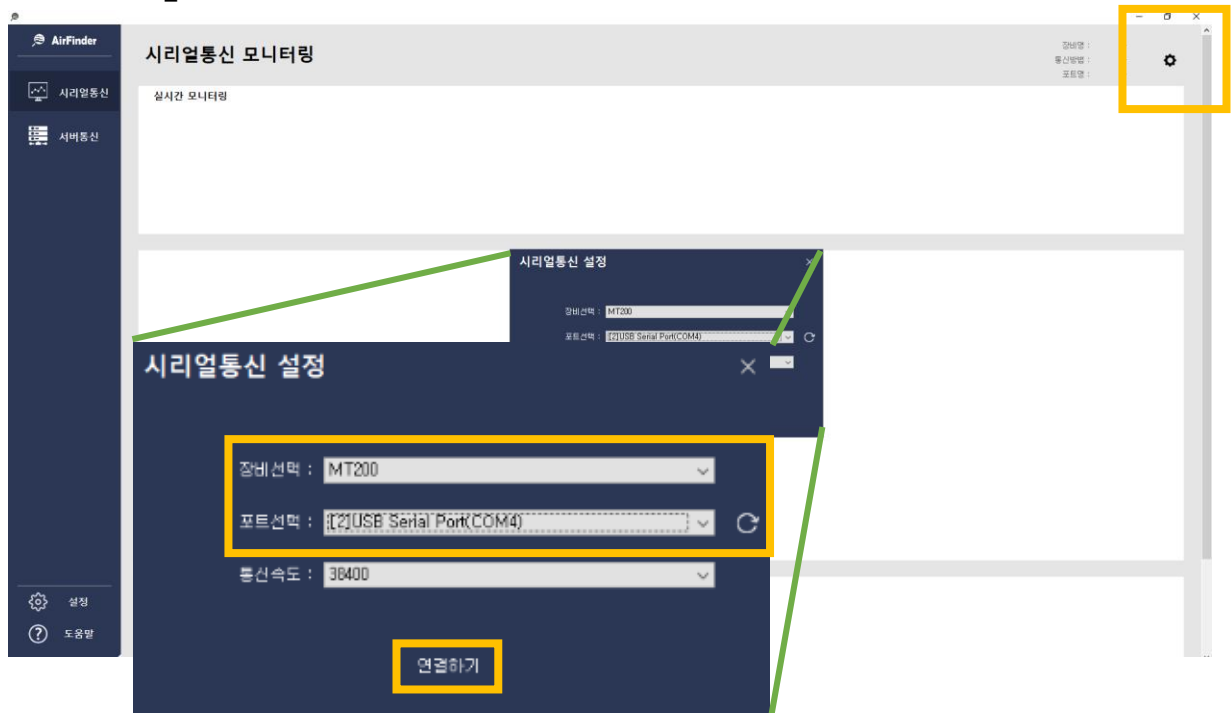 AirFinder
시리얼통신
서버통신
설정
도움말
시리얼통신 모니터링
장비명 :
통신방법 :
포트명 :
실시간 모니터링
시리얼통신 설정
장비선택 : MT200
포트선택 : [2]USB Serial Port(COM4)
시리얼통신 설정
장비선택 : MT200
포트선택 : [2]USB Serial Port(COM4)
통신속도 : 38400
연결하기